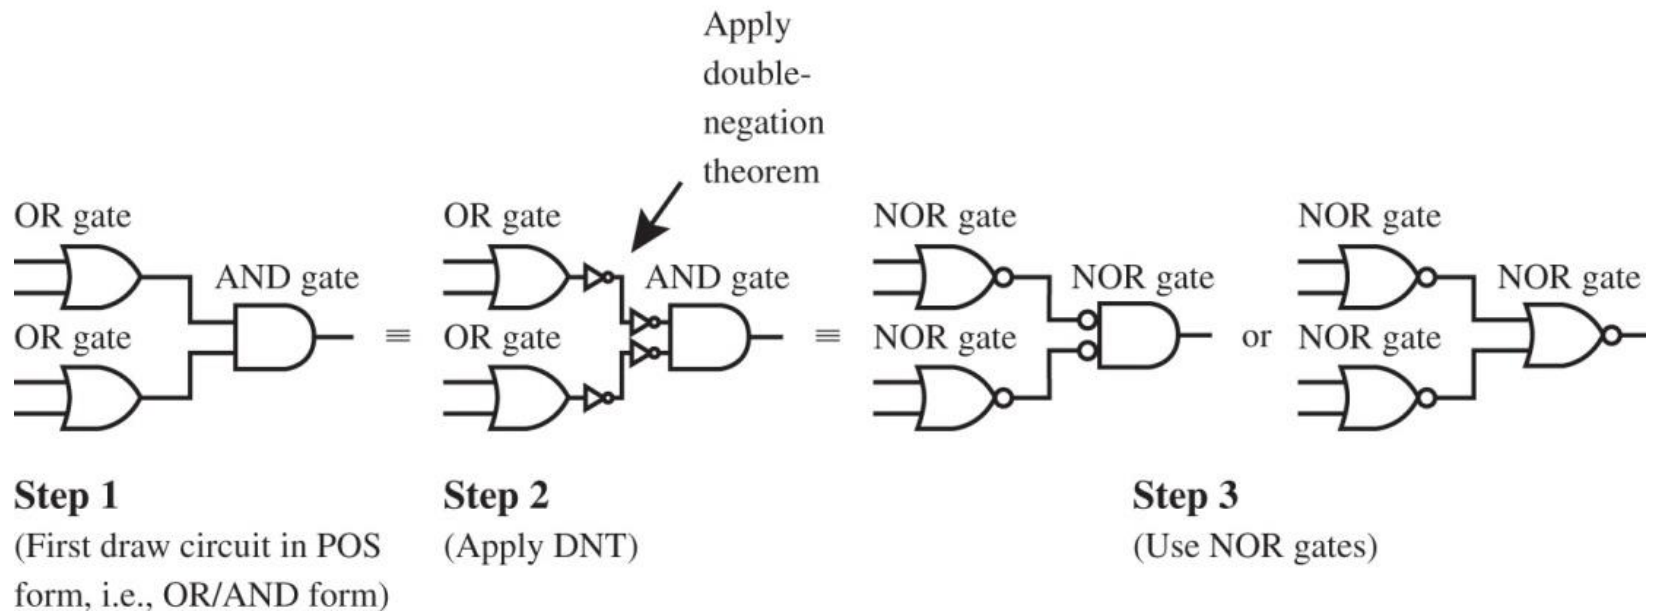 Apply
double-
negation
theorem
OR gate
AND gate
OR gate
≡
OR gate
AND gate
OR gate
≡
NOR gate
NOR gate
NOR gate
or
NOR gate
NOR gate
NOR gate
Step 1
(First draw circuit in POS
form, i.e., OR/AND form)
Step 2
(Apply DNT)
Step 3
(Use NOR gates)